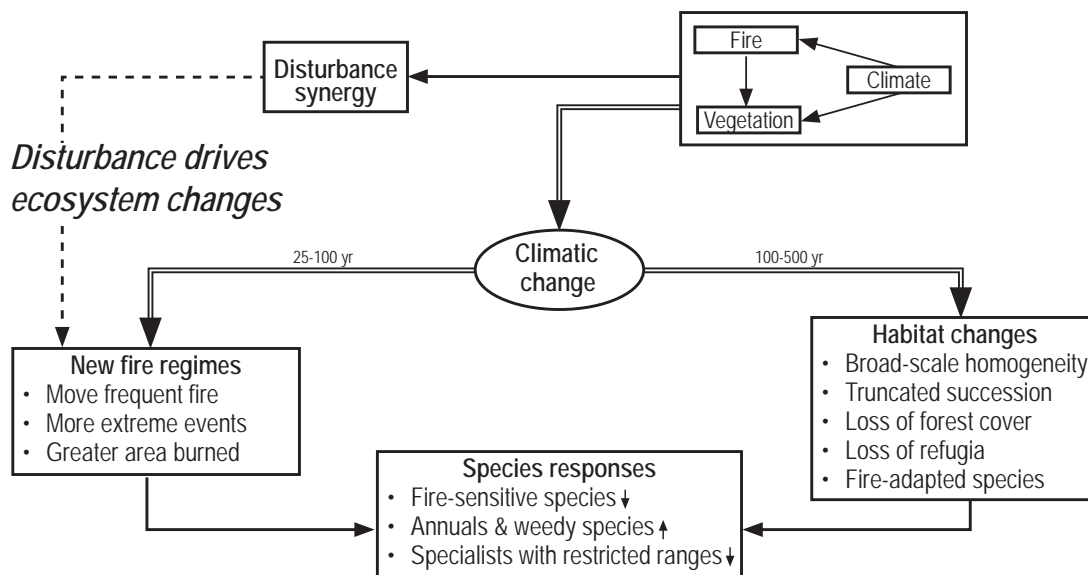 Fire
Disturbance
synergy
Climate
Vegetation
Disturbance drives
ecosystem changes
25-100 yr
Climatic
change
100-500 yr
New fire regimes
• Move frequent fire
• More extreme events
• Greater area burned
Habitat changes
• Broad-scale homogeneity
• Truncated succession
• Loss of forest cover
• Loss of refugia
• Fire-adapted species
Species responses
• Fire-sensitive species ↓
• Annuals & weedy species ↑
• Specialists with restricted ranges ↓